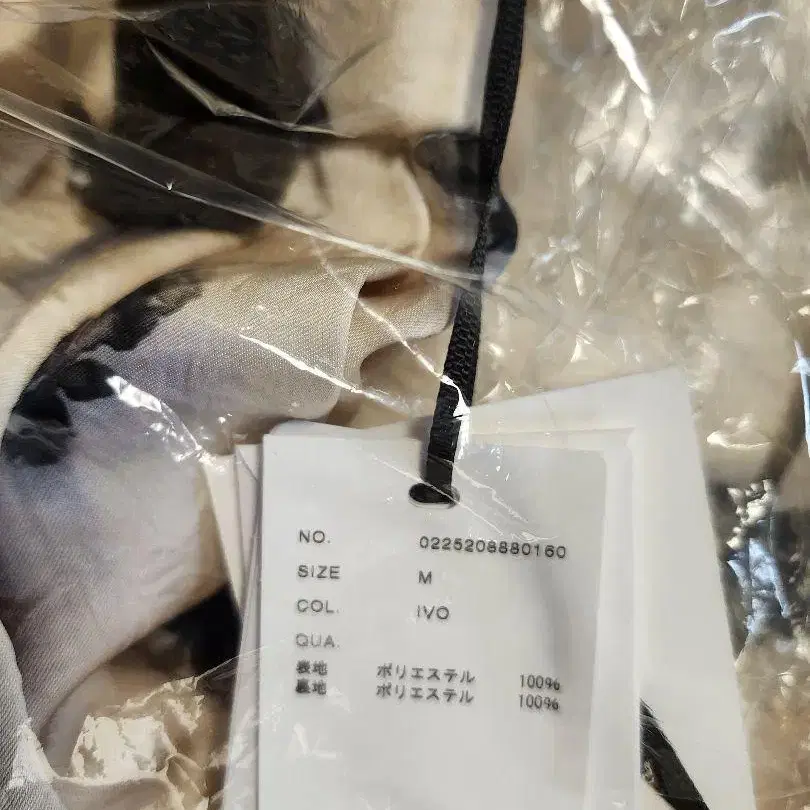 NO. 0225208880160
SIZE M
COL. IVO
QUA.
表地 ポリエステル 100%
裏地 ポリエステル 100%